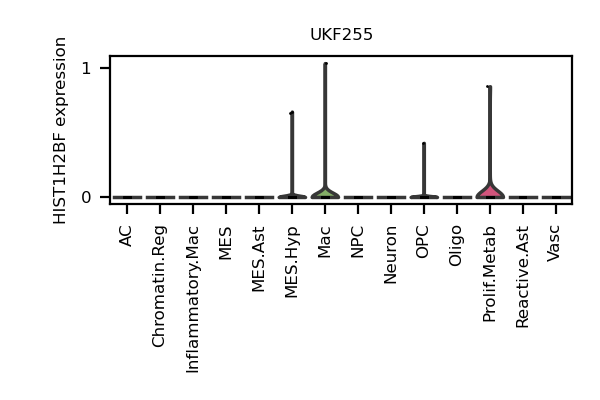 UKF255
HIST1H2BF expression
1
0
AC
Chromatin.Reg
Inflammatory.Mac
MES
MES.Ast
MES.Hyp
Mac
NPC
Neuron
OPC
Oligo
Prolif.Metab
Reactive.Ast
Vasc